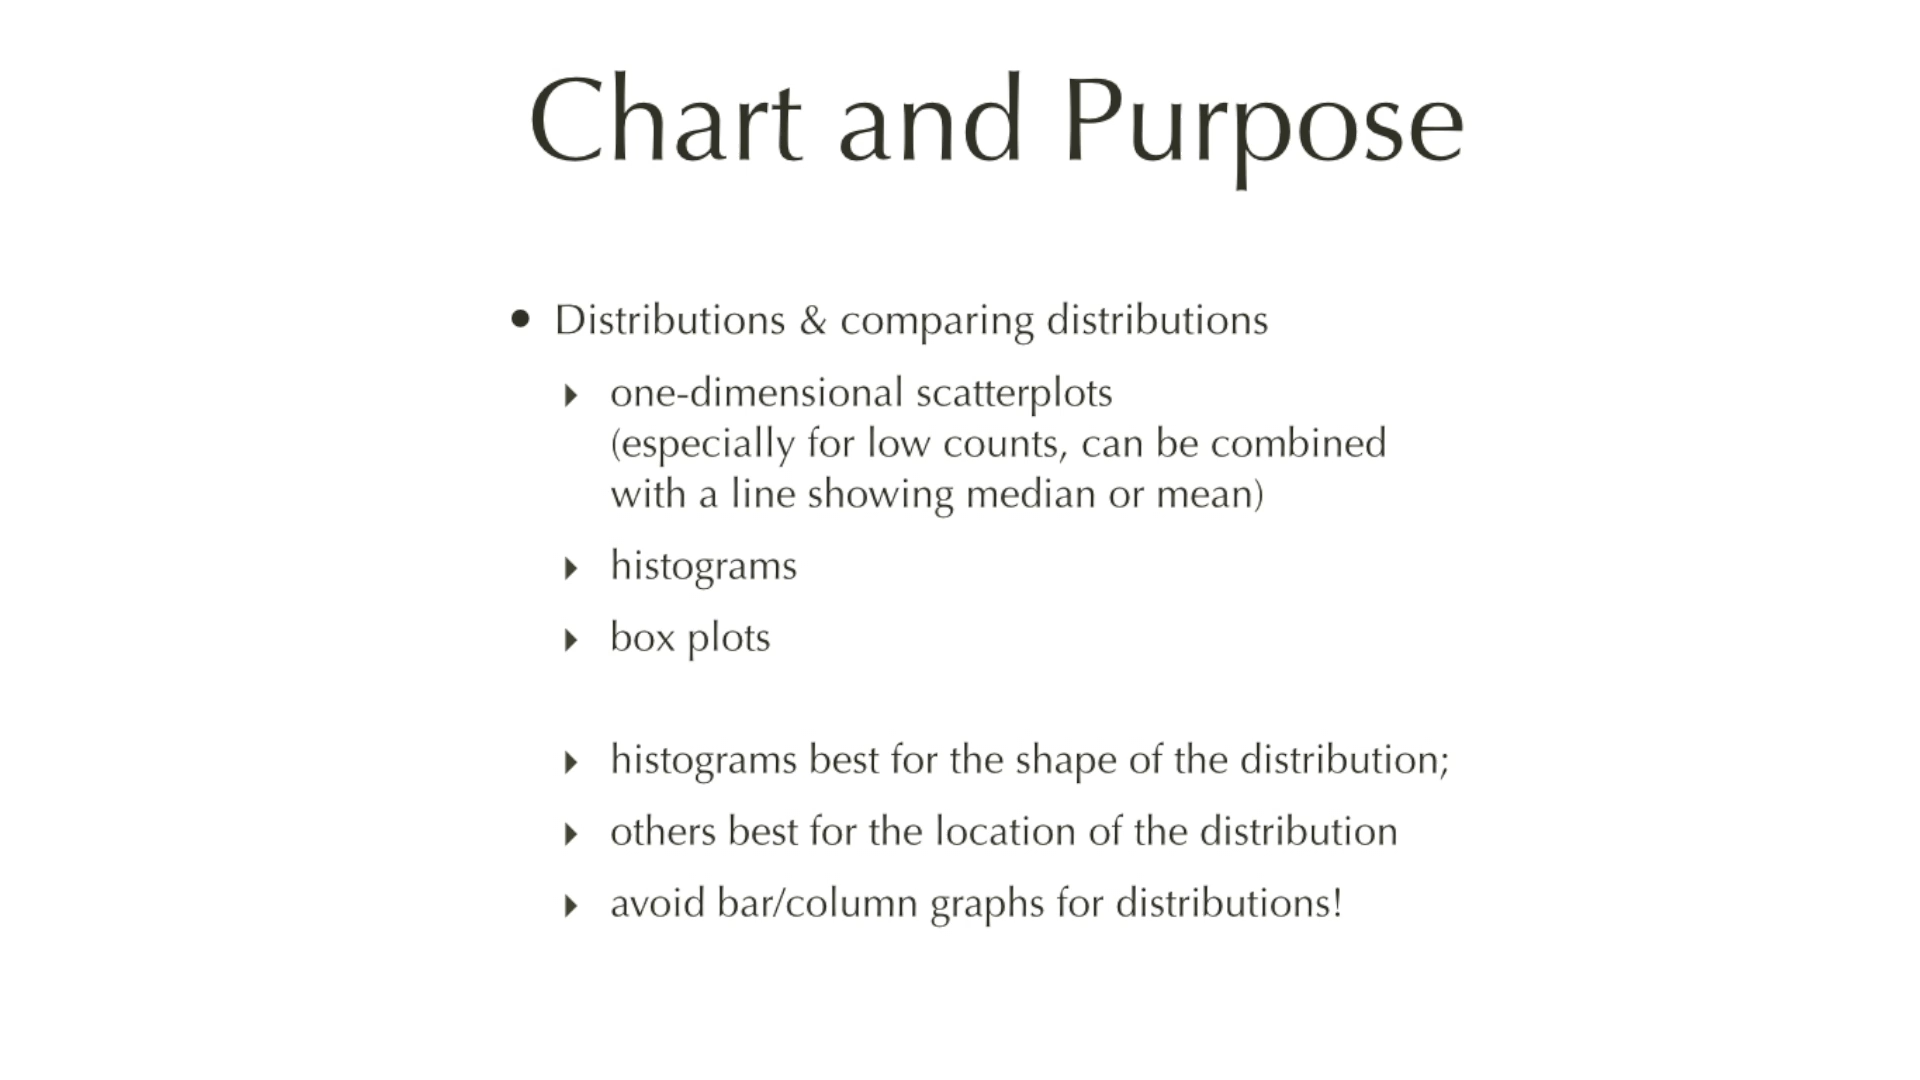 Chart and Purpose
• Distributions & comparing distributions
‣ one-dimensional scatterplots
(especially for low counts, can be combined
with a line showing median or mean)
‣ histograms
‣ box plots
‣ histograms best for the shape of the distribution;
‣ others best for the location of the distribution
‣ avoid bar/column graphs for distributions!